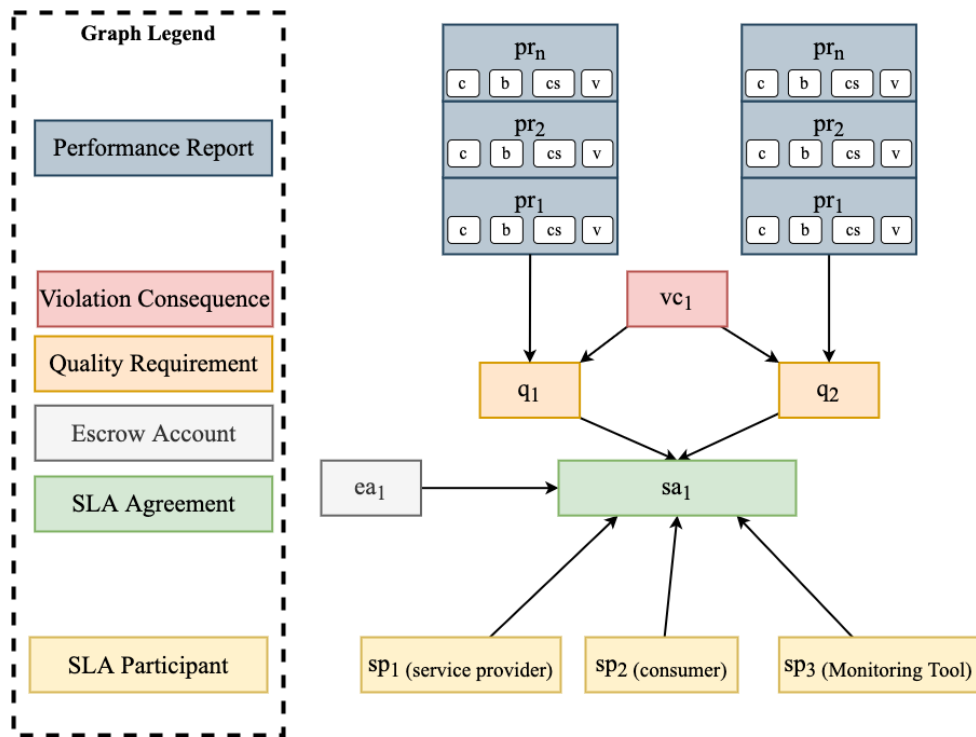 Graph Legend
Performance Report
Violation Consequence
Quality Requirement
Escrow Account
SLA Agreement
SLA Participant
prₙ
c b cs v
pr₂
c b cs v
pr₁
c b cs v
prₙ
c b cs v
pr₂
c b cs v
pr₁
c b cs v
vc₁
q₁
q₂
ea₁
sa₁
sp₁ (service provider)
sp₂ (consumer)
sp₃ (Monitoring Tool)